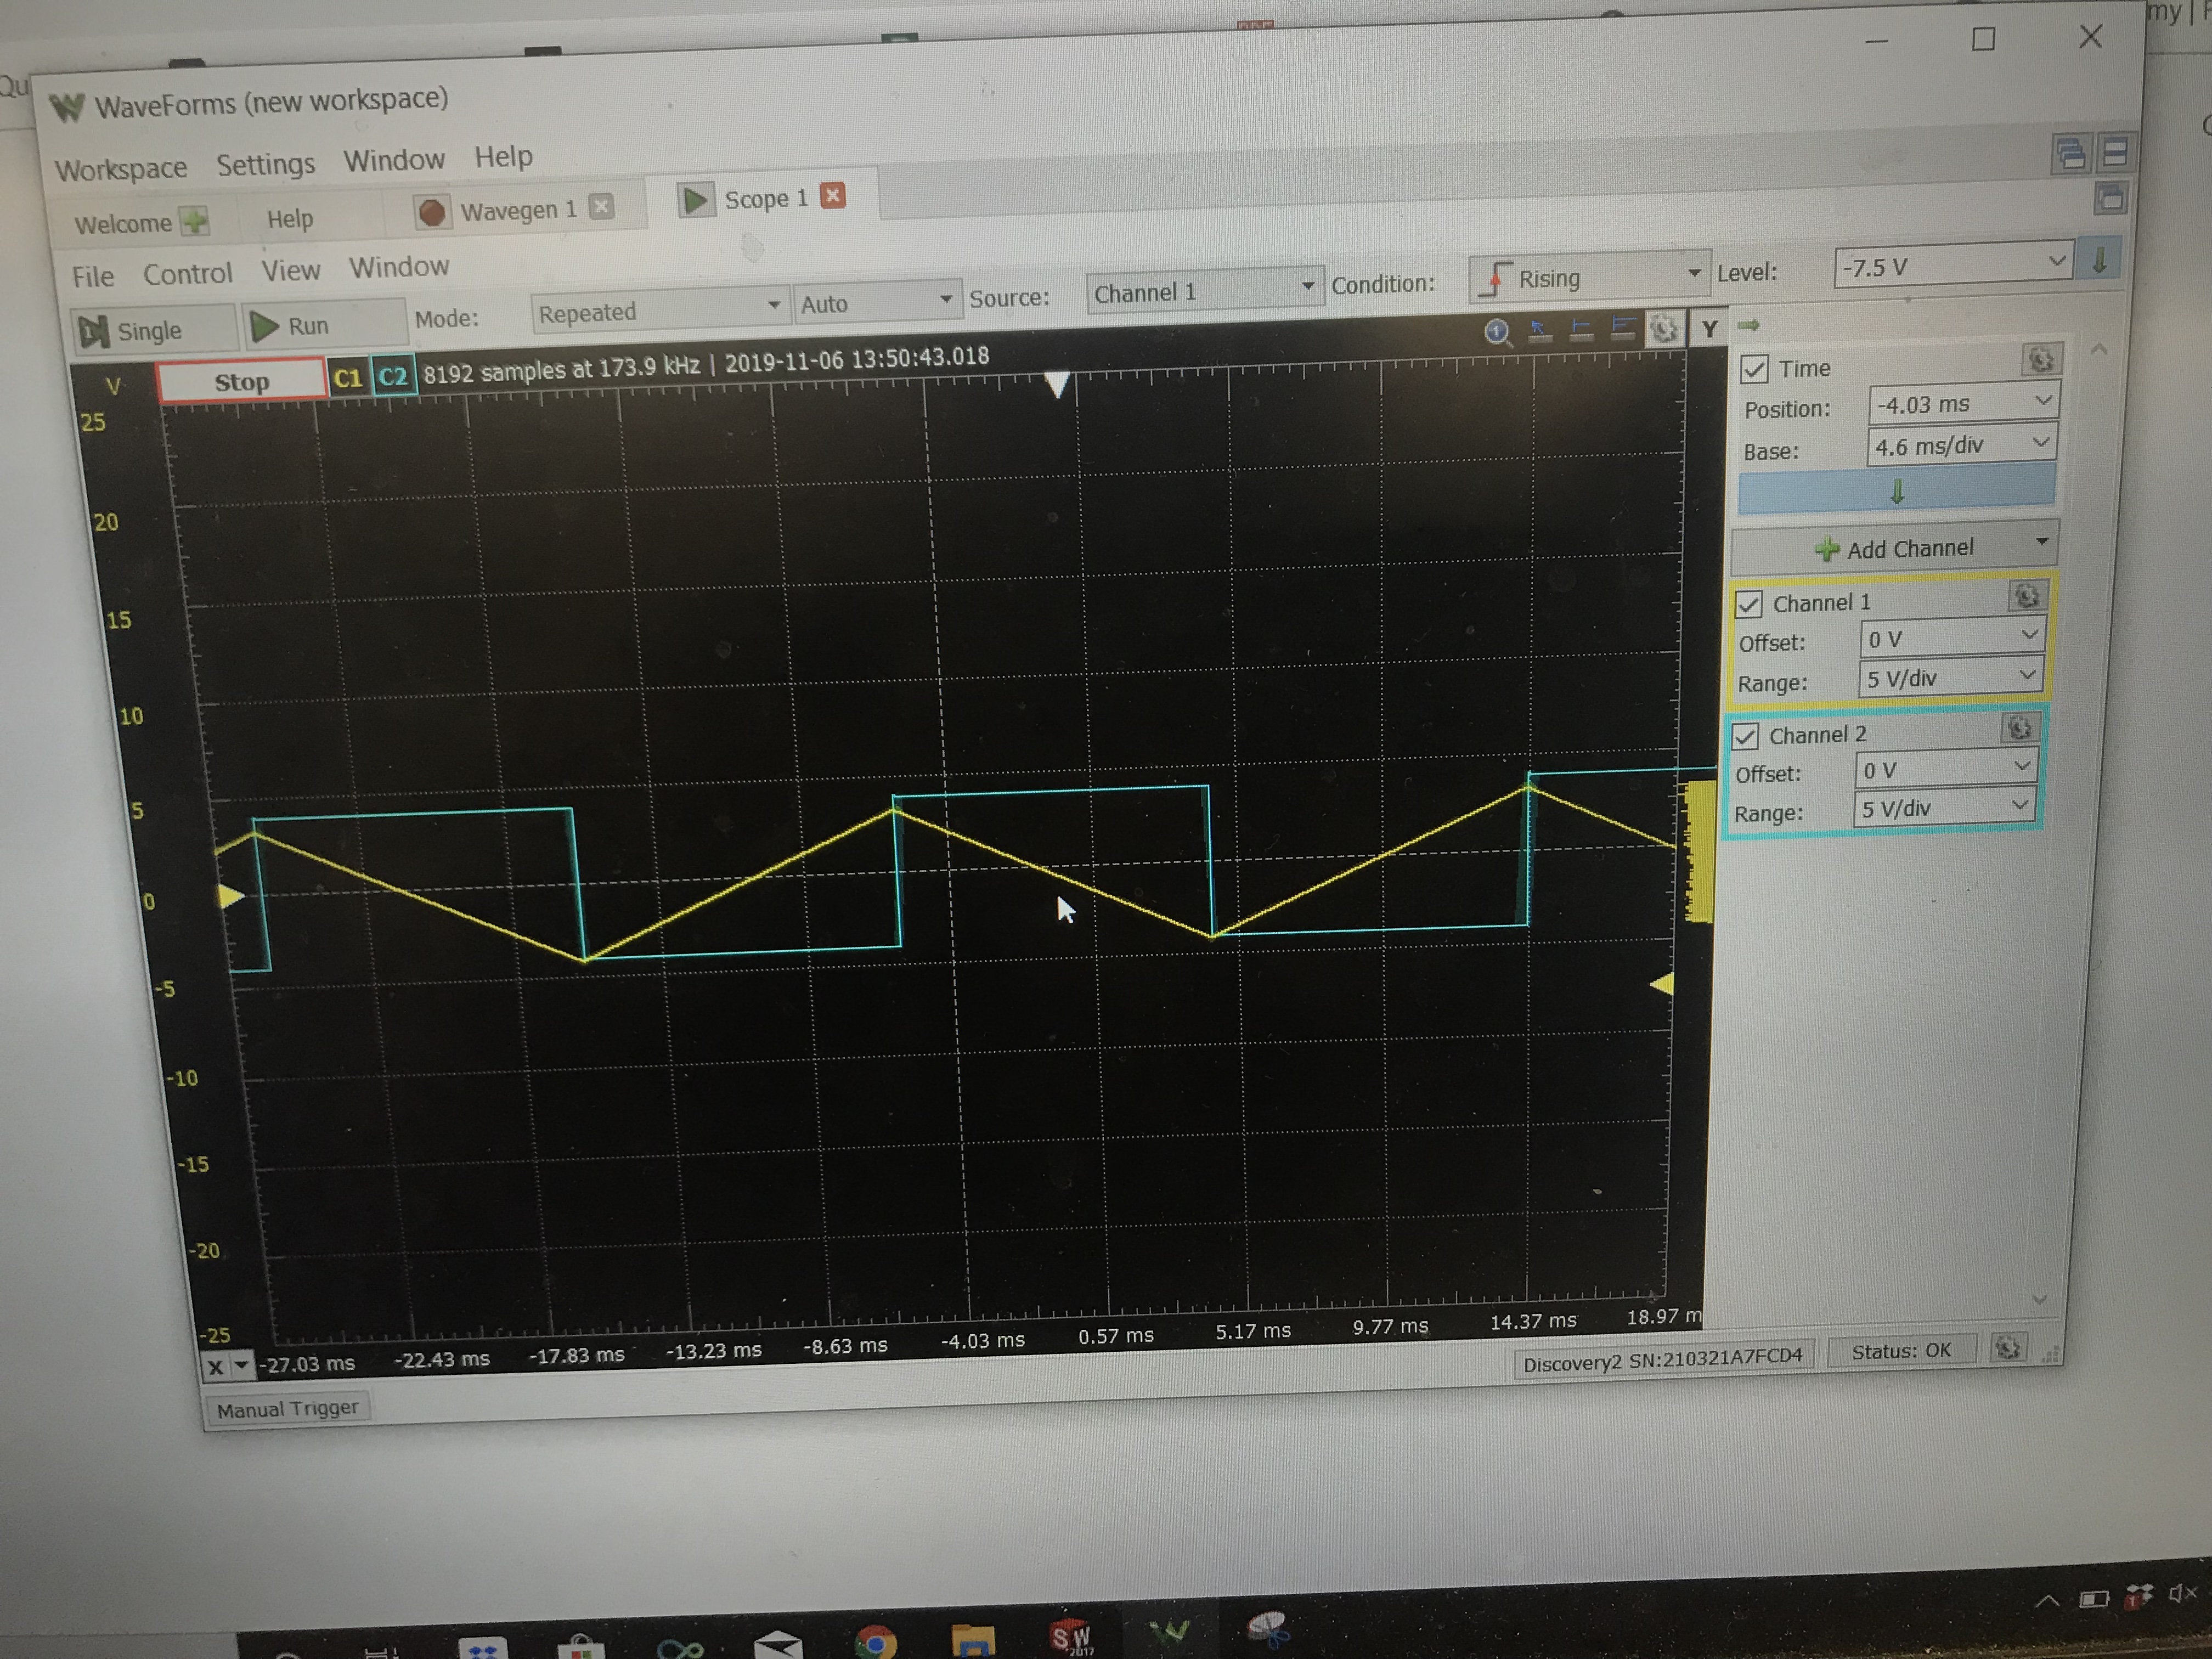 my | F
Qu
WaveForms (new workspace)
Workspace Settings Window Help
Welcome Help Wavegen 1 Scope 1
File Control View Window
Single Run Mode: Repeated Auto Source: Channel 1 Condition: Rising Level: -7.5 V
V Stop C1 C2 8192 samples at 173.9 kHz | 2019-11-06 13:50:43.018 Y
Time
Position: -4.03 ms
Base: 4.6 ms/div
Add Channel
Channel 1
Offset: 0 V
Range: 5 V/div
Channel 2
Offset: 0 V
Range: 5 V/div
25
20
15
10
5
0
-5
-10
-15
-20
-25
X -27.03 ms -22.43 ms -17.83 ms -13.23 ms -8.63 ms -4.03 ms 0.57 ms 5.17 ms 9.77 ms 14.37 ms 18.97 m
Manual Trigger Discovery2 SN:210321A7FCD4 Status: OK
SW
2017